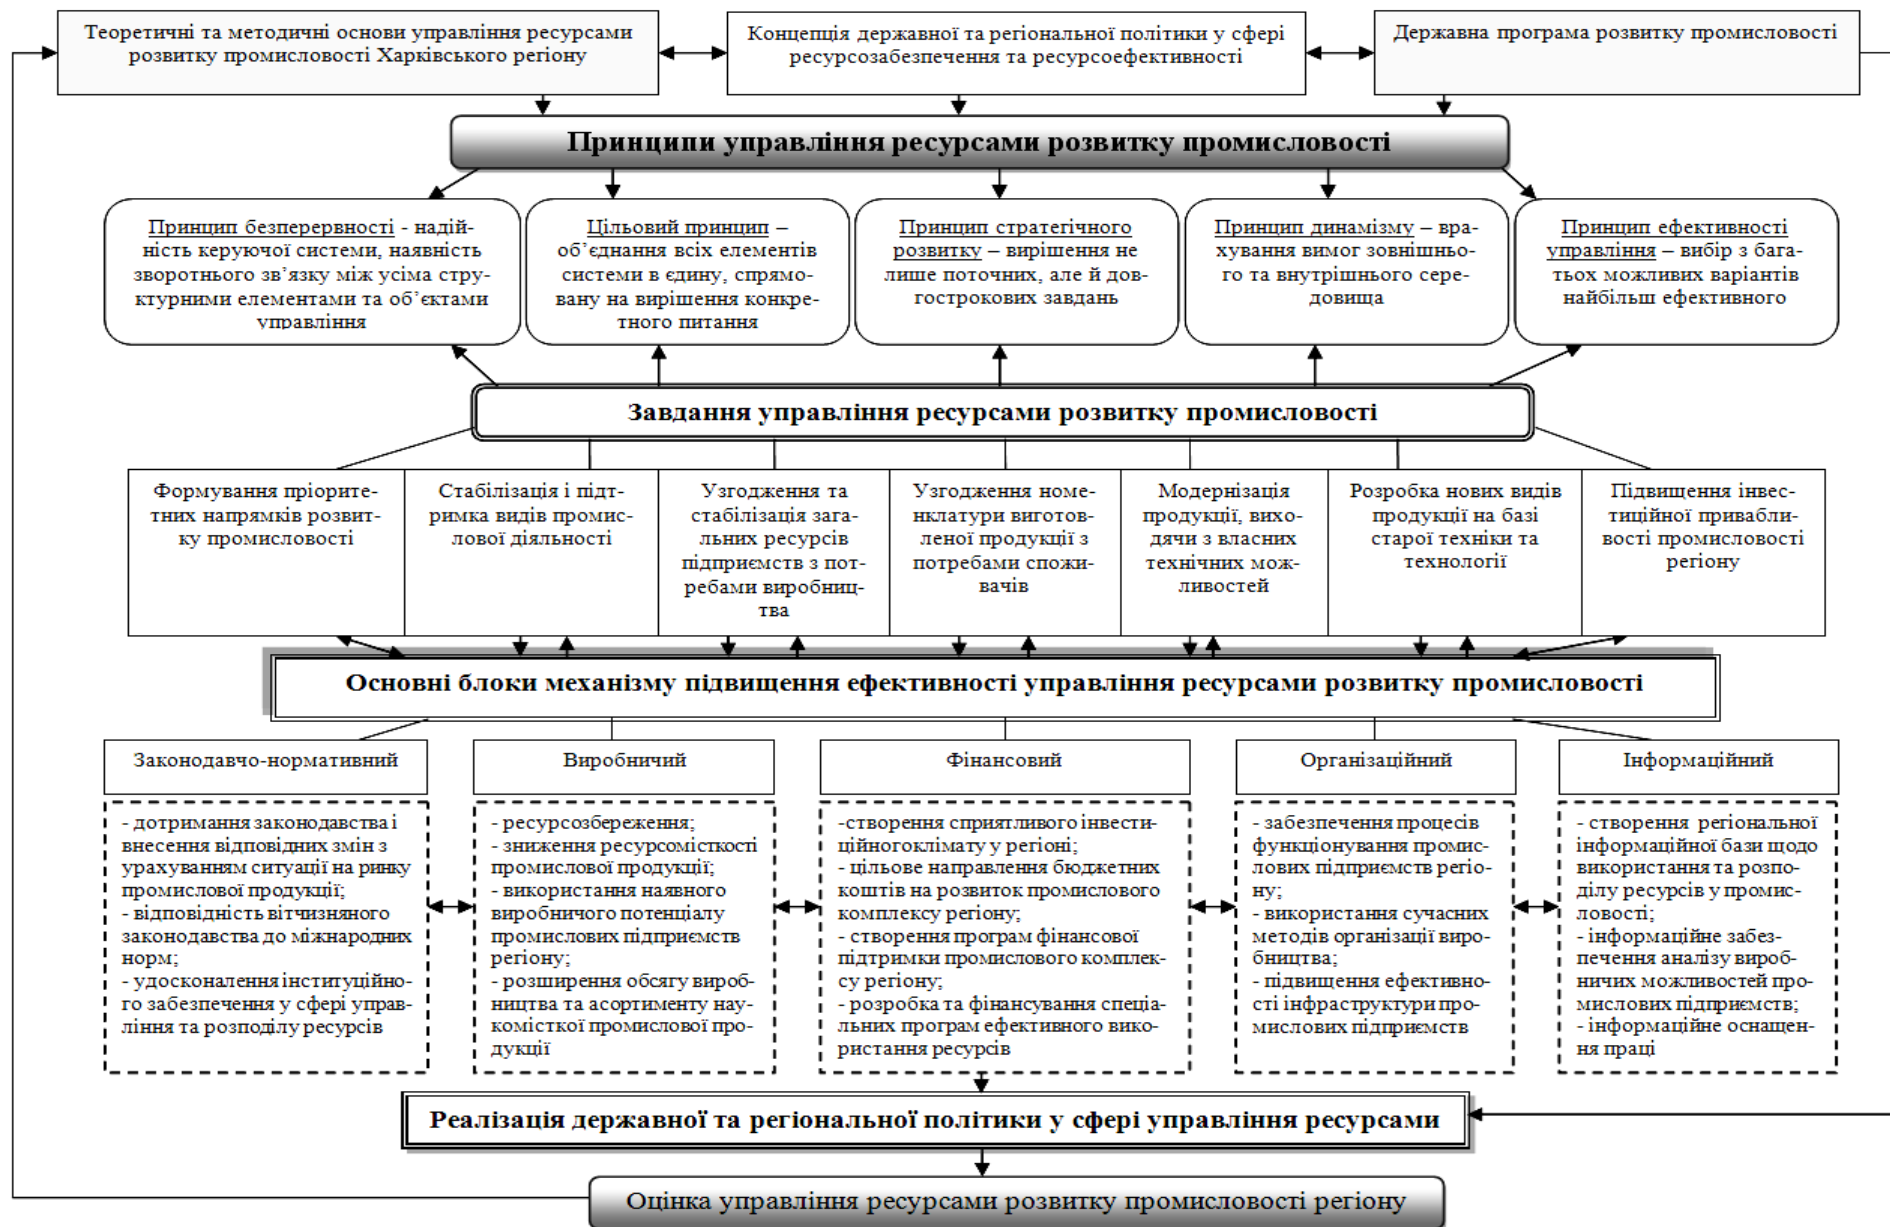 Теоретичні та методичні основи управління ресурсами
розвитку промисловості Харківського регіону
Концепція державної та регіональної політики у сфері
ресурсозабезпечення та ресурсоефективності
Державна програма розвитку промисловості
Принципи управління ресурсами розвитку промисловості
Принцип безперервності - надій-
ність керуючої системи, наявність
зворотнього зв’язку між усіма стру-
ктурними елементами та об’єктами
управління
Цільовий принцип –
об’єднання всіх елементів
системи в єдину, спрямо-
вану на вирішення конкре-
тного питання
Принцип стратегічного
розвитку – вирішення не
лише поточних, але й дов-
гострокових завдань
Принцип динамізму – вра-
хування вимог зовнішньо-
го та внутрішнього сере-
довища
Принцип ефективності
управління – вибір з бага-
тьох можливих варіантів
найбільш ефективного
Завдання управління ресурсами розвитку промисловості
Формування пріорите-
тних напрямків розвит-
ку промисловості
Стабілізація і підт-
римка видів промис-
лової діяльності
Узгодження та
стабілізація зага-
льних ресурсів
підприємств з пот-
ребами виробниц-
тва
Узгодження номе-
нклатури виготов-
леної продукції з
потребами спожи-
вачів
Модернізація
продукції, вихо-
дячи з власних
технічних мож-
ливостей
Розробка нових видів
продукції на базі
старої техніки та
технології
Підвищення інвес-
тиційної привабли-
вості промисловості
регіону
Основні блоки механізму підвищення ефективності управління ресурсами розвитку промисловості
Законодавчо-нормативний
Виробничий
Фінансовий
Організаційний
Інформаційний
- дотримання законодавства і
внесення відповідних змін з
урахуванням ситуації на ринку
промислової продукції;
- відповідність вітчизняного
законодавства до міжнародних
норм;
- удосконалення інституційно-
го забезпечення у сфері управ-
ління та розподілу ресурсів
- ресурсозбереження;
- зниження ресурсомісткості
промислової продукції;
- використання наявного
виробничого потенціалу
промислових підприємств
регіону;
- розширення обсягу вироб-
ництва та асортименту нау-
комісткої промислової про-
дукції
-створення сприятливого інвести-
ційногоклімату у регіоні;
- цільове направлення бюджетних
коштів на розвиток промислового
комплексу регіону;
- створення програм фінансової
підтримки промислового комплек-
су регіону;
- розробка та фінансування спеціа-
льних програм ефективного вико-
ристання ресурсів
- забезпечення процесів
функціонування промис-
лових підприємств регіо-
ну;
- використання сучасних
методів організації виро-
бництва;
- підвищення ефективно-
сті інфраструктури про-
мислових підприємств
- створення регіональної
інформаційної бази щодо
використання та розпо-
ділу ресурсів у промис-
ловості;
- інформаційне забез-
печення аналізу вироб-
ничих можливостей про-
мислових підприємств;
- інформаційне оснащен-
ня праці
Реалізація державної та регіональної політики у сфері управління ресурсами
Оцінка управління ресурсами розвитку промисловості регіону